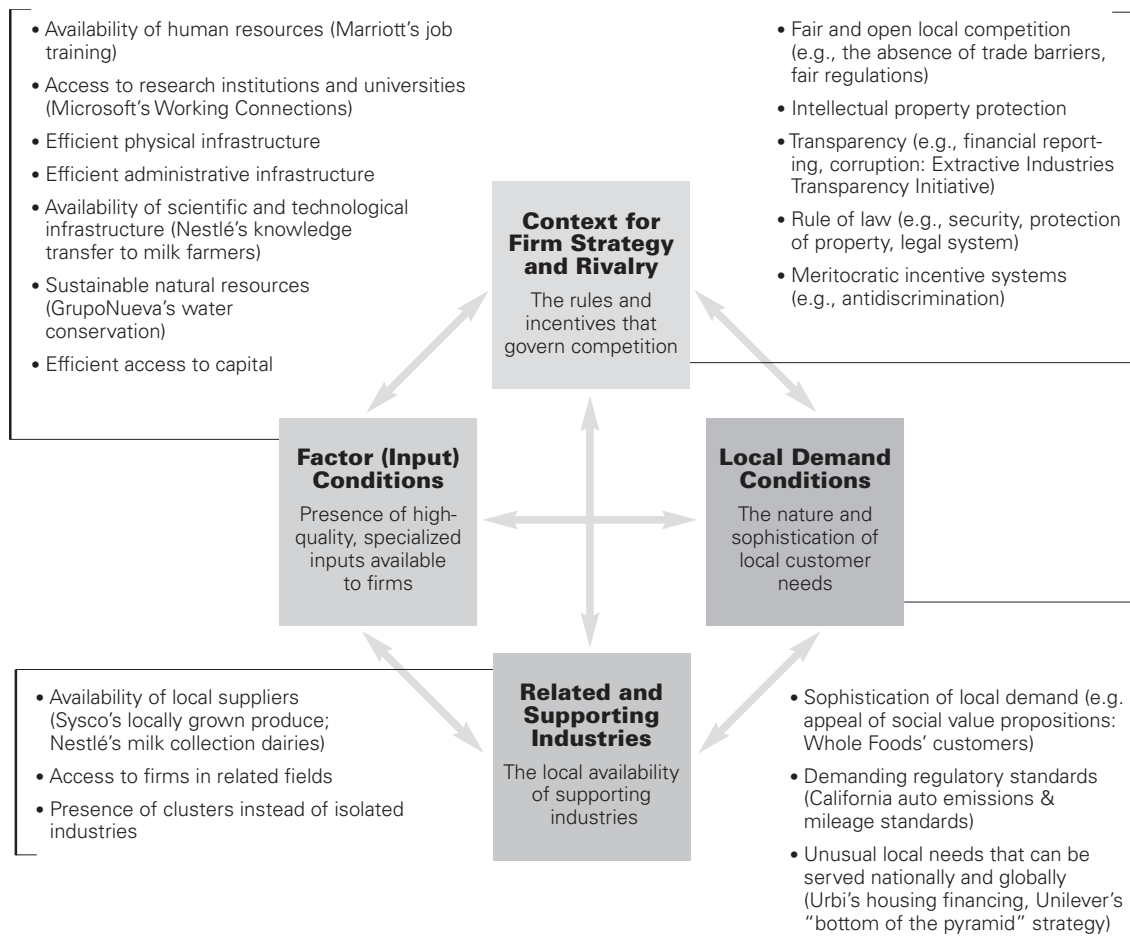 • Availability of human resources (Marriott’s job
training)
• Access to research institutions and universities
(Microsoft’s Working Connections)
• Efficient physical infrastructure
• Efficient administrative infrastructure
• Availability of scientific and technological
infrastructure (Nestlé’s knowledge
transfer to milk farmers)
• Sustainable natural resources
(GrupoNueva’s water
conservation)
• Efficient access to capital
• Fair and open local competition
(e.g., the absence of trade barriers,
fair regulations)
• Intellectual property protection
• Transparency (e.g., financial report-
ing, corruption: Extractive Industries
Transparency Initiative)
• Rule of law (e.g., security, protection
of property, legal system)
• Meritocratic incentive systems
(e.g., antidiscrimination)
Context for
Firm Strategy
and Rivalry
The rules and
incentives that
govern competition
Factor (Input)
Conditions
Presence of high-
quality, specialized
inputs available
to firms
Local Demand
Conditions
The nature and
sophistication of
local customer
needs
Related and
Supporting
Industries
The local availability
of supporting
industries
• Availability of local suppliers
(Sysco’s locally grown produce;
Nestlé’s milk collection dairies)
• Access to firms in related fields
• Presence of clusters instead of isolated
industries
• Sophistication of local demand (e.g.
appeal of social value propositions:
Whole Foods’ customers)
• Demanding regulatory standards
(California auto emissions &
mileage standards)
• Unusual local needs that can be
served nationally and globally
(Urbi’s housing financing, Unilever’s
“bottom of the pyramid” strategy)